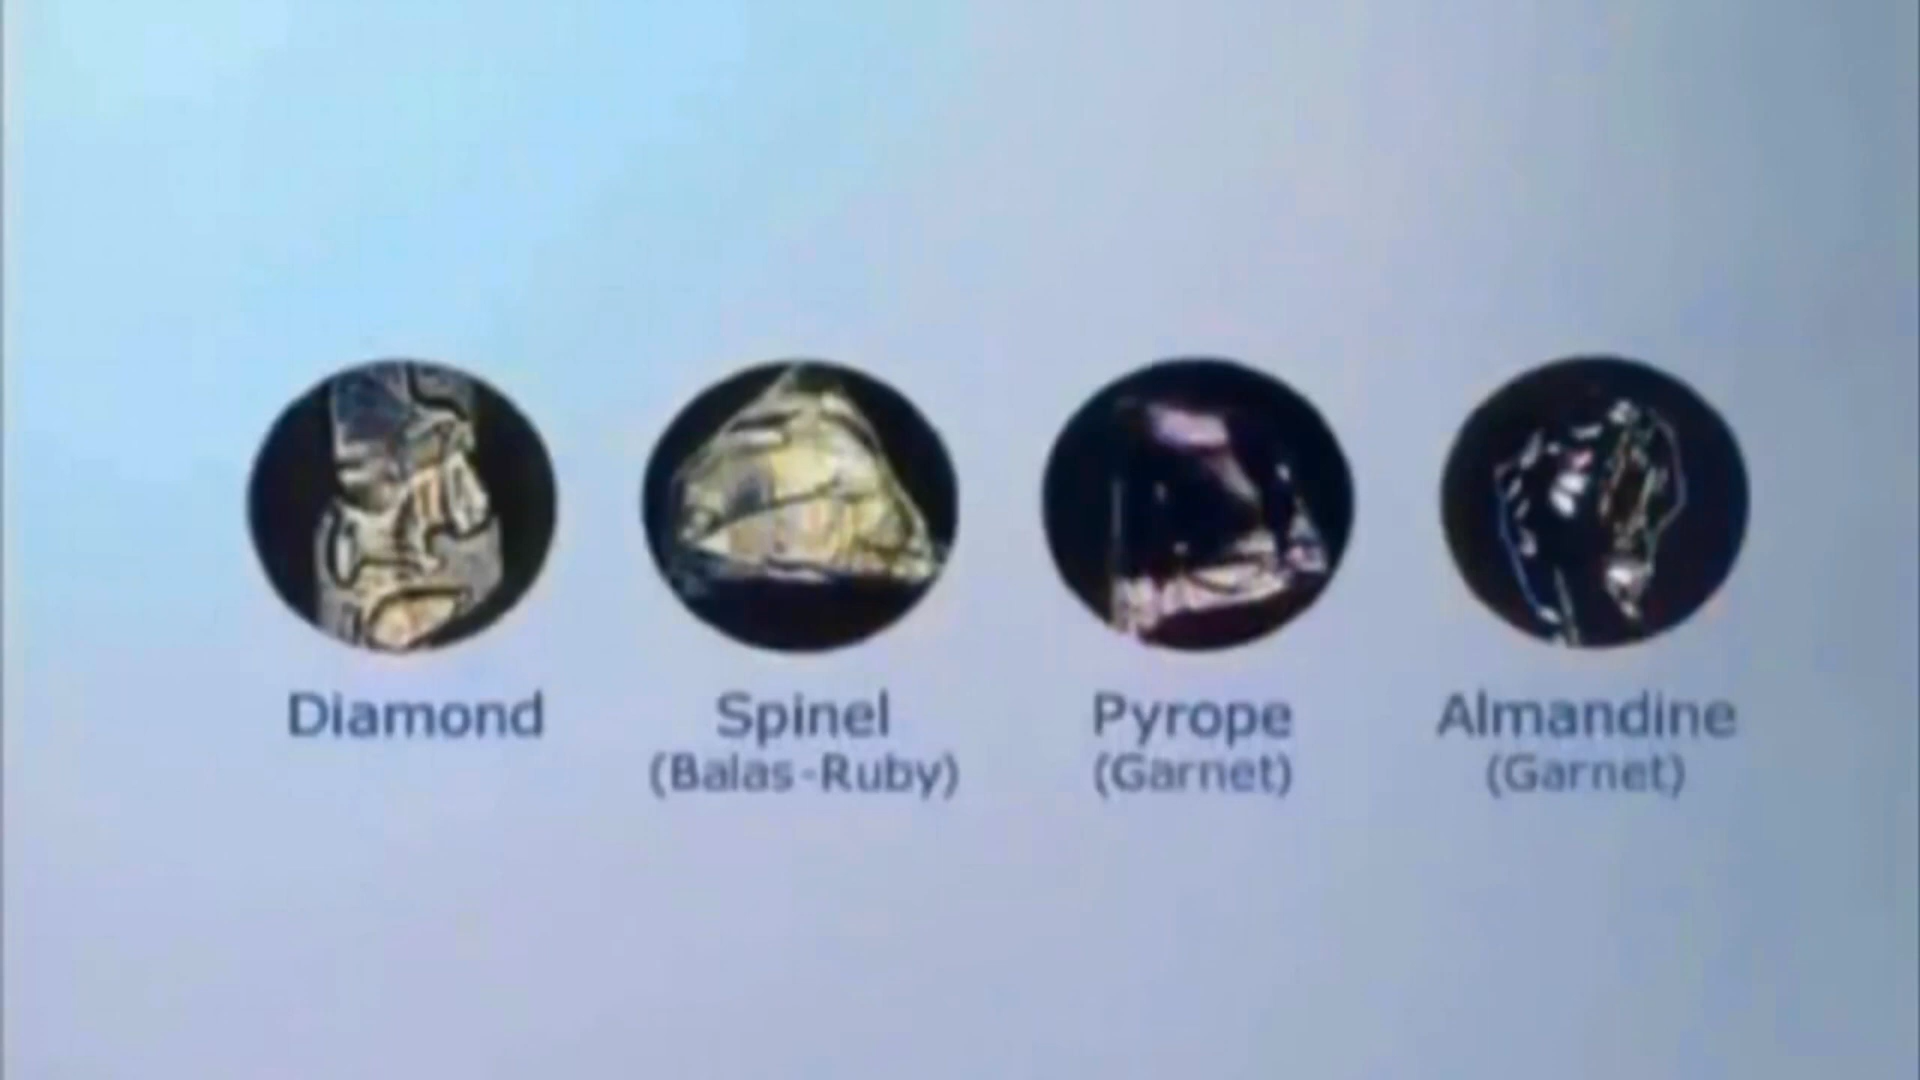 Diamond
Spinel
(Balas-Ruby)
Pyrope
(Garnet)
Almandine
(Garnet)